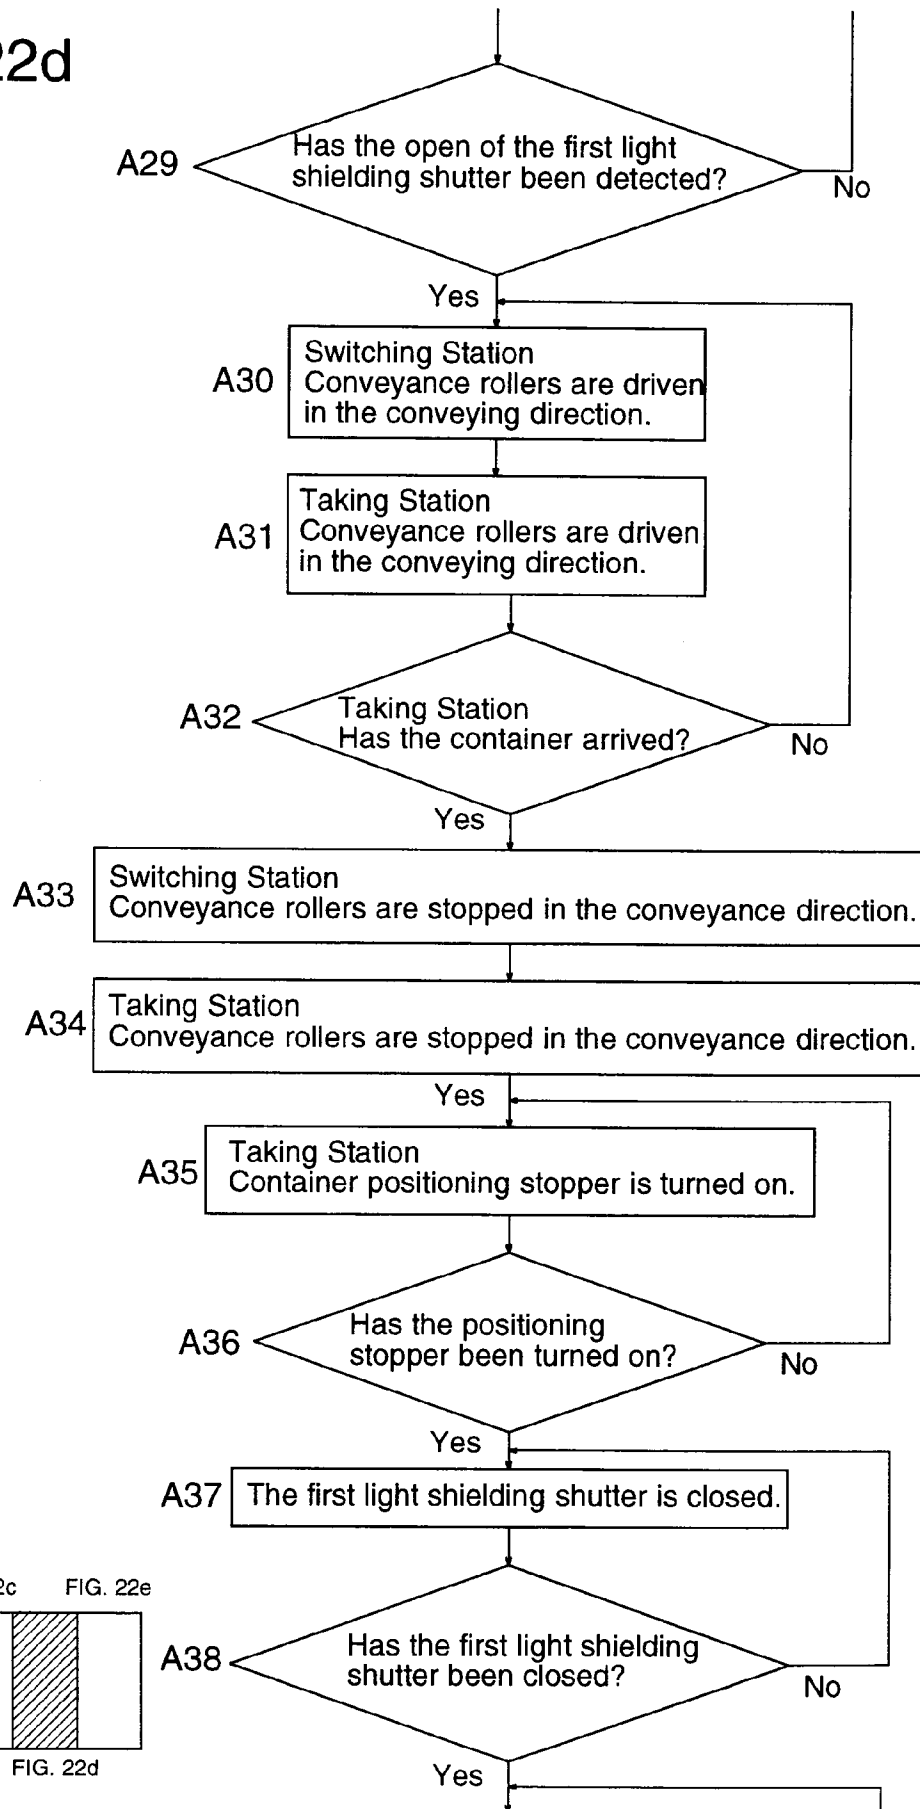 22d
A29
Has the open of the first light
shielding shutter been detected?
No
Yes
A30
Switching Station
Conveyance rollers are driven
in the conveying direction.
A31
Taking Station
Conveyance rollers are driven
in the conveying direction.
A32
Taking Station
Has the container arrived?
No
Yes
A33
Switching Station
Conveyance rollers are stopped in the conveyance direction.
A34
Taking Station
Conveyance rollers are stopped in the conveyance direction.
Yes
A35
Taking Station
Container positioning stopper is turned on.
A36
Has the positioning
stopper been turned on?
No
Yes
A37
The first light shielding shutter is closed.
2c
FIG. 22e
A38
Has the first light shielding
shutter been closed?
No
FIG. 22d
Yes